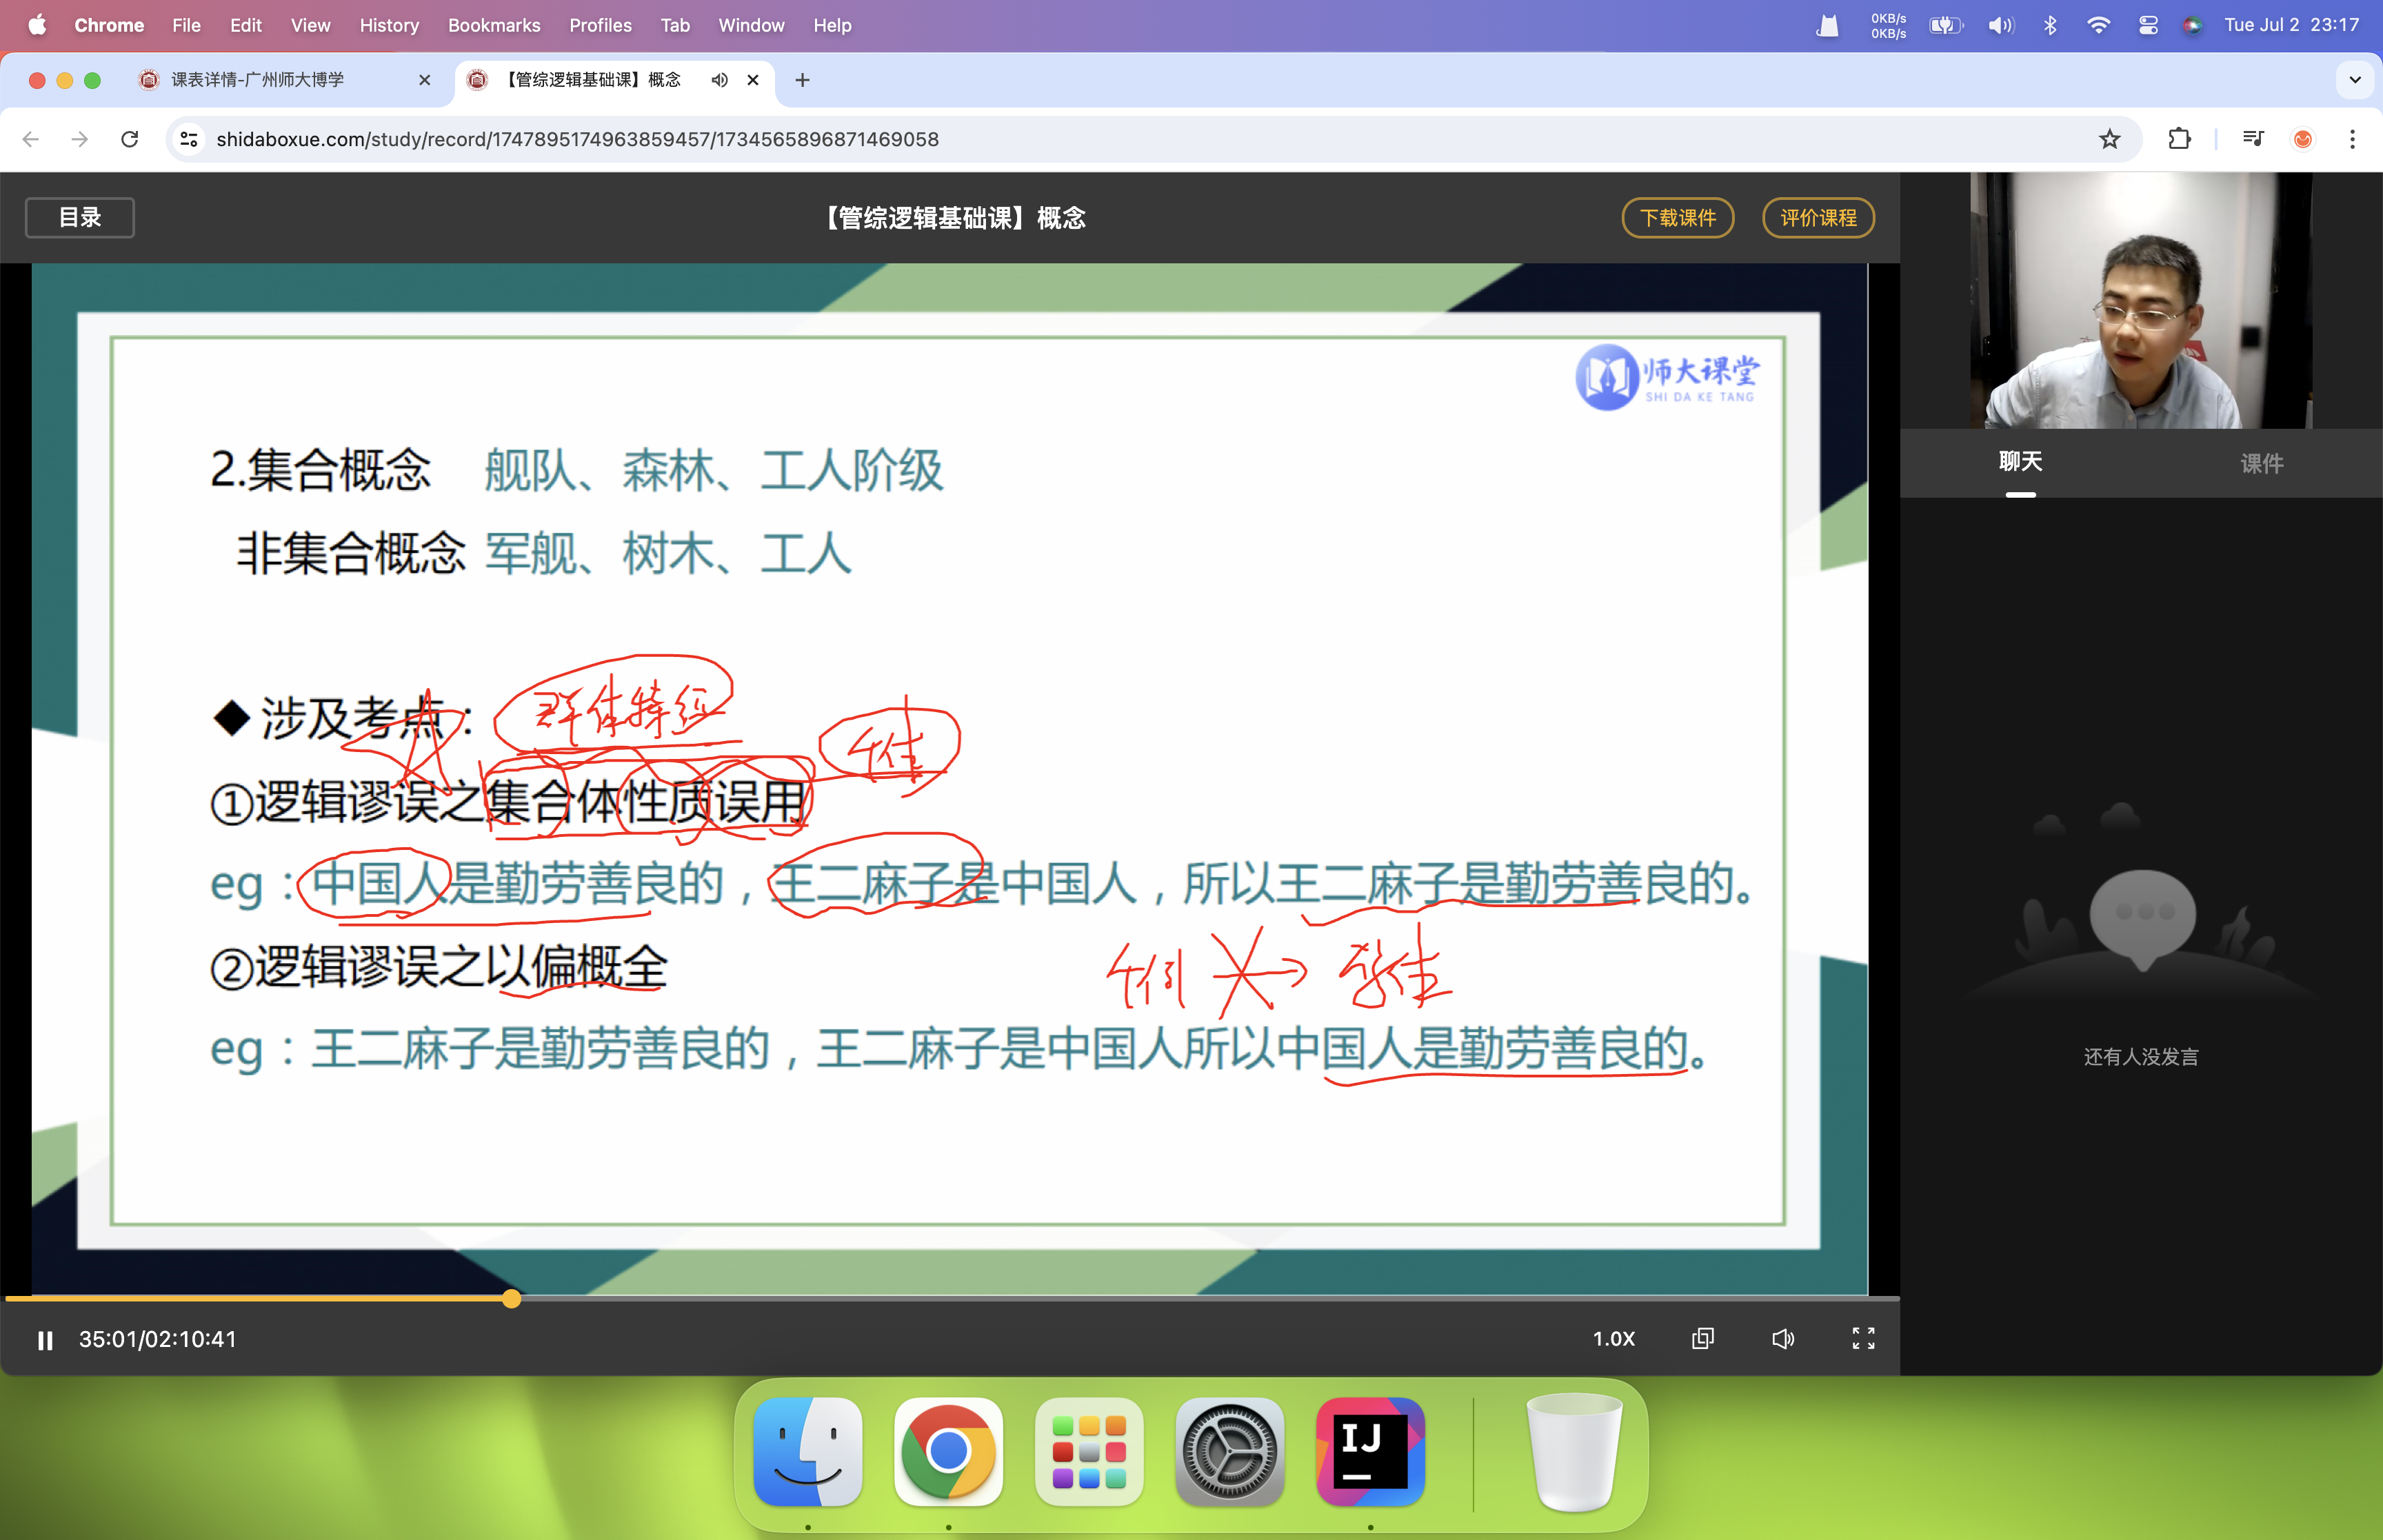 Chrome File Edit View History Bookmarks Profiles Tab Window Help 0KB/s 0KB/s Tue Jul 2 23:17
课表详情-广州师大博学 【管综逻辑基础课】概念
shidaboxue.com/study/record/1747895174963859457/1734565896871469058
目录 【管综逻辑基础课】概念 下载课件 评价课程
师大课堂
SHI DA KE TANG
聊天 课件
2.集合概念 舰队、森林、工人阶级
非集合概念 军舰、树木、工人
群体特征
◆涉及考点：
个体
①逻辑谬误之集合体性质误用
eg：中国人是勤劳善良的，王二麻子是中国人，所以王二麻子是勤劳善良的。
②逻辑谬误之以偏概全
个例
eg：王二麻子是勤劳善良的，王二麻子是中国人所以中国人是勤劳善良的。
还有人没发言
35:01/02:10:41 1.0X
IJ